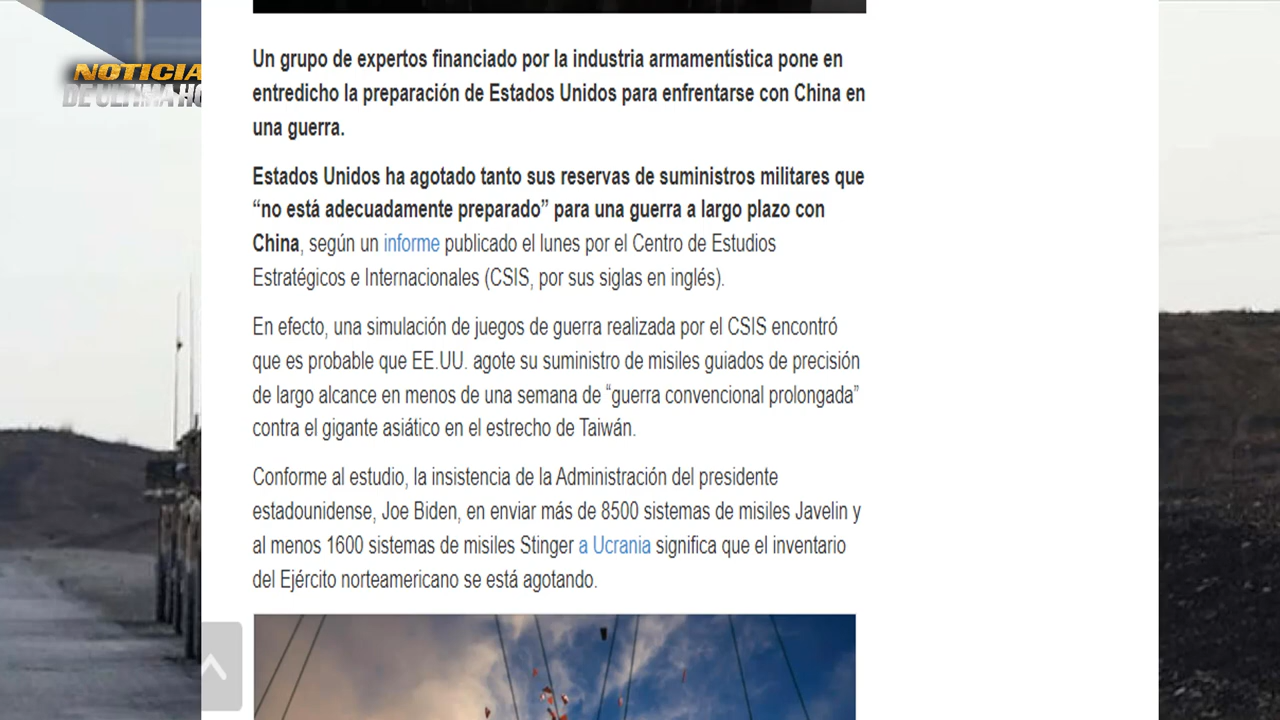 NOTICIA
DE ULTIMA HO
Un grupo de expertos financiado por la industria armamentística pone en
entredicho la preparación de Estados Unidos para enfrentarse con China en
una guerra.
Estados Unidos ha agotado tanto sus reservas de suministros militares que
“no está adecuadamente preparado” para una guerra a largo plazo con
China, según un informe publicado el lunes por el Centro de Estudios
Estratégicos e Internacionales (CSIS, por sus siglas en inglés).
En efecto, una simulación de juegos de guerra realizada por el CSIS encontró
que es probable que EE.UU. agote su suministro de misiles guiados de precisión
de largo alcance en menos de una semana de “guerra convencional prolongada”
contra el gigante asiático en el estrecho de Taiwán.
Conforme al estudio, la insistencia de la Administración del presidente
estadounidense, Joe Biden, en enviar más de 8500 sistemas de misiles Javelin y
al menos 1600 sistemas de misiles Stinger a Ucrania significa que el inventario
del Ejército norteamericano se está agotando.